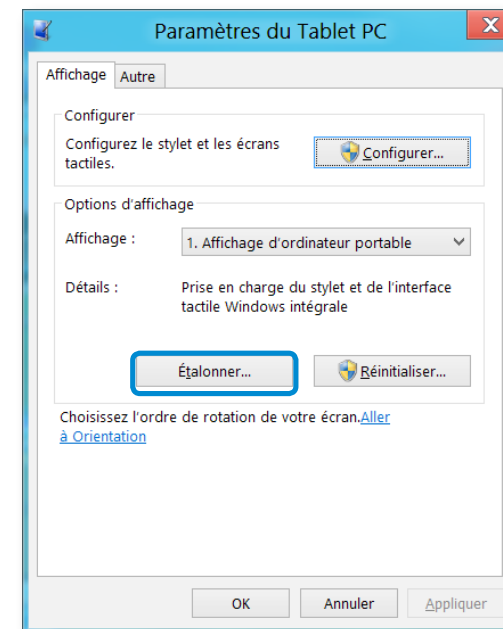 Paramètres du Tablet PC
X
Affichage Autre
Configurer
Configurez le stylet et les écrans
tactiles.
Configurer...
Options d'affichage
Affichage :
1. Affichage d'ordinateur portable
Détails :
Prise en charge du stylet et de l'interface
tactile Windows intégrale
Étalonner...
Réinitialiser...
Choisissez l'ordre de rotation de votre écran.Aller
à Orientation
OK Annuler Appliquer